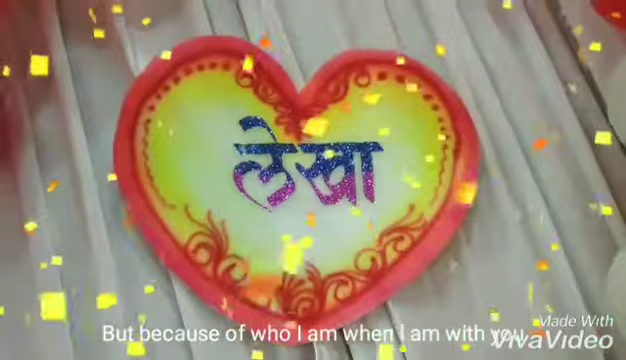 लेखा
But because of who I am when I am with you
Made With
VivaVideo